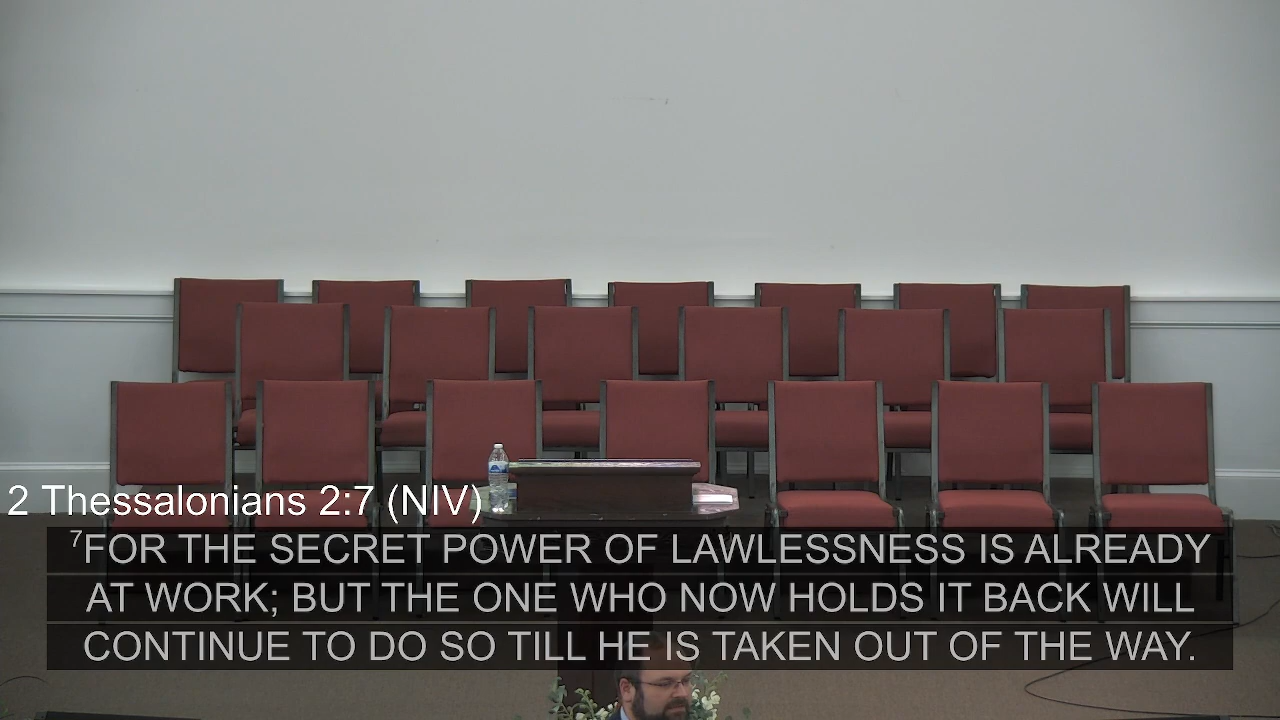 2 Thessalonians 2:7 (NIV)
7FOR THE SECRET POWER OF LAWLESSNESS IS ALREADY
AT WORK; BUT THE ONE WHO NOW HOLDS IT BACK WILL
CONTINUE TO DO SO TILL HE IS TAKEN OUT OF THE WAY.